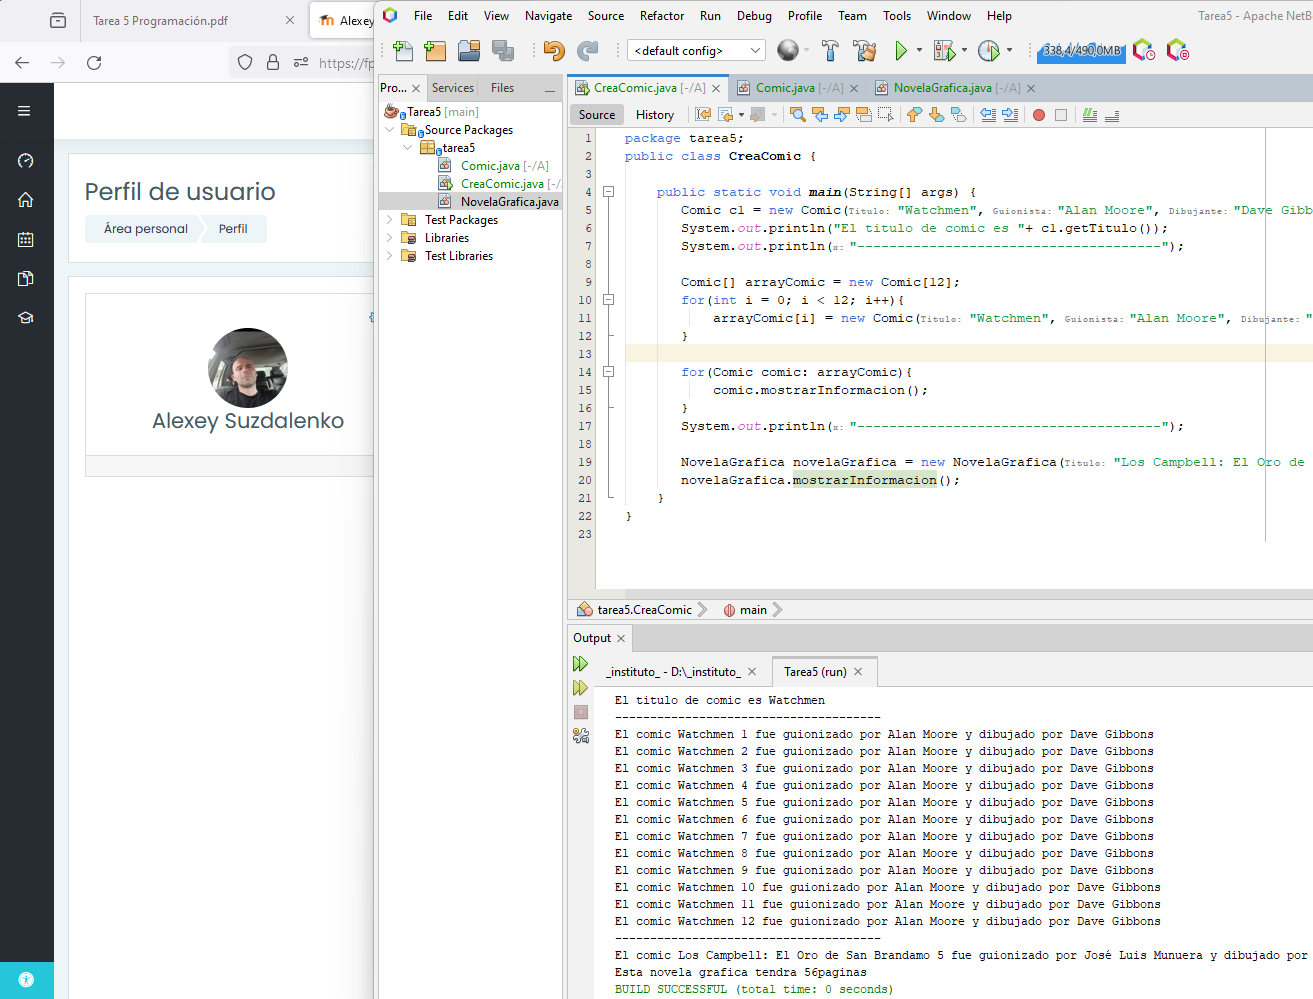 Tarea 5 Programación.pdf
Alexey
https://fp
Perfil de usuario
Área personal
Perfil
Alexey Suzdalenko
File Edit View Navigate Source Refactor Run Debug Profile Team Tools Window Help
Tarea5 - Apache NetB
<default config>
338,4/490,0MB
Pro... Services Files
Tarea5 [main]
Source Packages
tarea5
Comic.java [-/A]
CreaComic.java [-/
NovelaGrafica.java
Test Packages
Libraries
Test Libraries
CreaComic.java [-/A] Comic.java [-/A] NovelaGrafica.java [-/A]
Source History
1 package tarea5;
2 public class CreaComic {
3
4 public static void main(String[] args) {
5 Comic c1 = new Comic(Titulo: "Watchmen", Guionista: "Alan Moore", Dibujante: "Dave Gibb
6 System.out.println("El titulo de comic es "+ c1.getTitulo());
7 System.out.println(x: "--------------------------------------");
8
9 Comic[] arrayComic = new Comic[12];
10 for(int i = 0; i < 12; i++){
11 arrayComic[i] = new Comic(Titulo: "Watchmen", Guionista: "Alan Moore", Dibujante: "
12 }
13
14 for(Comic comic: arrayComic){
15 comic.mostrarInformacion();
16 }
17 System.out.println(x: "--------------------------------------");
18
19 NovelaGrafica novelaGrafica = new NovelaGrafica(Titulo: "Los Campbell: El Oro de
20 novelaGrafica.mostrarInformacion();
21 }
22 }
23
tarea5.CreaComic main
Output
_instituto_ - D:\_instituto_ Tarea5 (run)
El titulo de comic es Watchmen
--------------------------------------
El comic Watchmen 1 fue guionizado por Alan Moore y dibujado por Dave Gibbons
El comic Watchmen 2 fue guionizado por Alan Moore y dibujado por Dave Gibbons
El comic Watchmen 3 fue guionizado por Alan Moore y dibujado por Dave Gibbons
El comic Watchmen 4 fue guionizado por Alan Moore y dibujado por Dave Gibbons
El comic Watchmen 5 fue guionizado por Alan Moore y dibujado por Dave Gibbons
El comic Watchmen 6 fue guionizado por Alan Moore y dibujado por Dave Gibbons
El comic Watchmen 7 fue guionizado por Alan Moore y dibujado por Dave Gibbons
El comic Watchmen 8 fue guionizado por Alan Moore y dibujado por Dave Gibbons
El comic Watchmen 9 fue guionizado por Alan Moore y dibujado por Dave Gibbons
El comic Watchmen 10 fue guionizado por Alan Moore y dibujado por Dave Gibbons
El comic Watchmen 11 fue guionizado por Alan Moore y dibujado por Dave Gibbons
El comic Watchmen 12 fue guionizado por Alan Moore y dibujado por Dave Gibbons
--------------------------------------
El comic Los Campbell: El Oro de San Brandamo 5 fue guionizado por José Luis Munuera y dibujado por
Esta novela grafica tendra 56paginas
BUILD SUCCESSFUL (total time: 0 seconds)